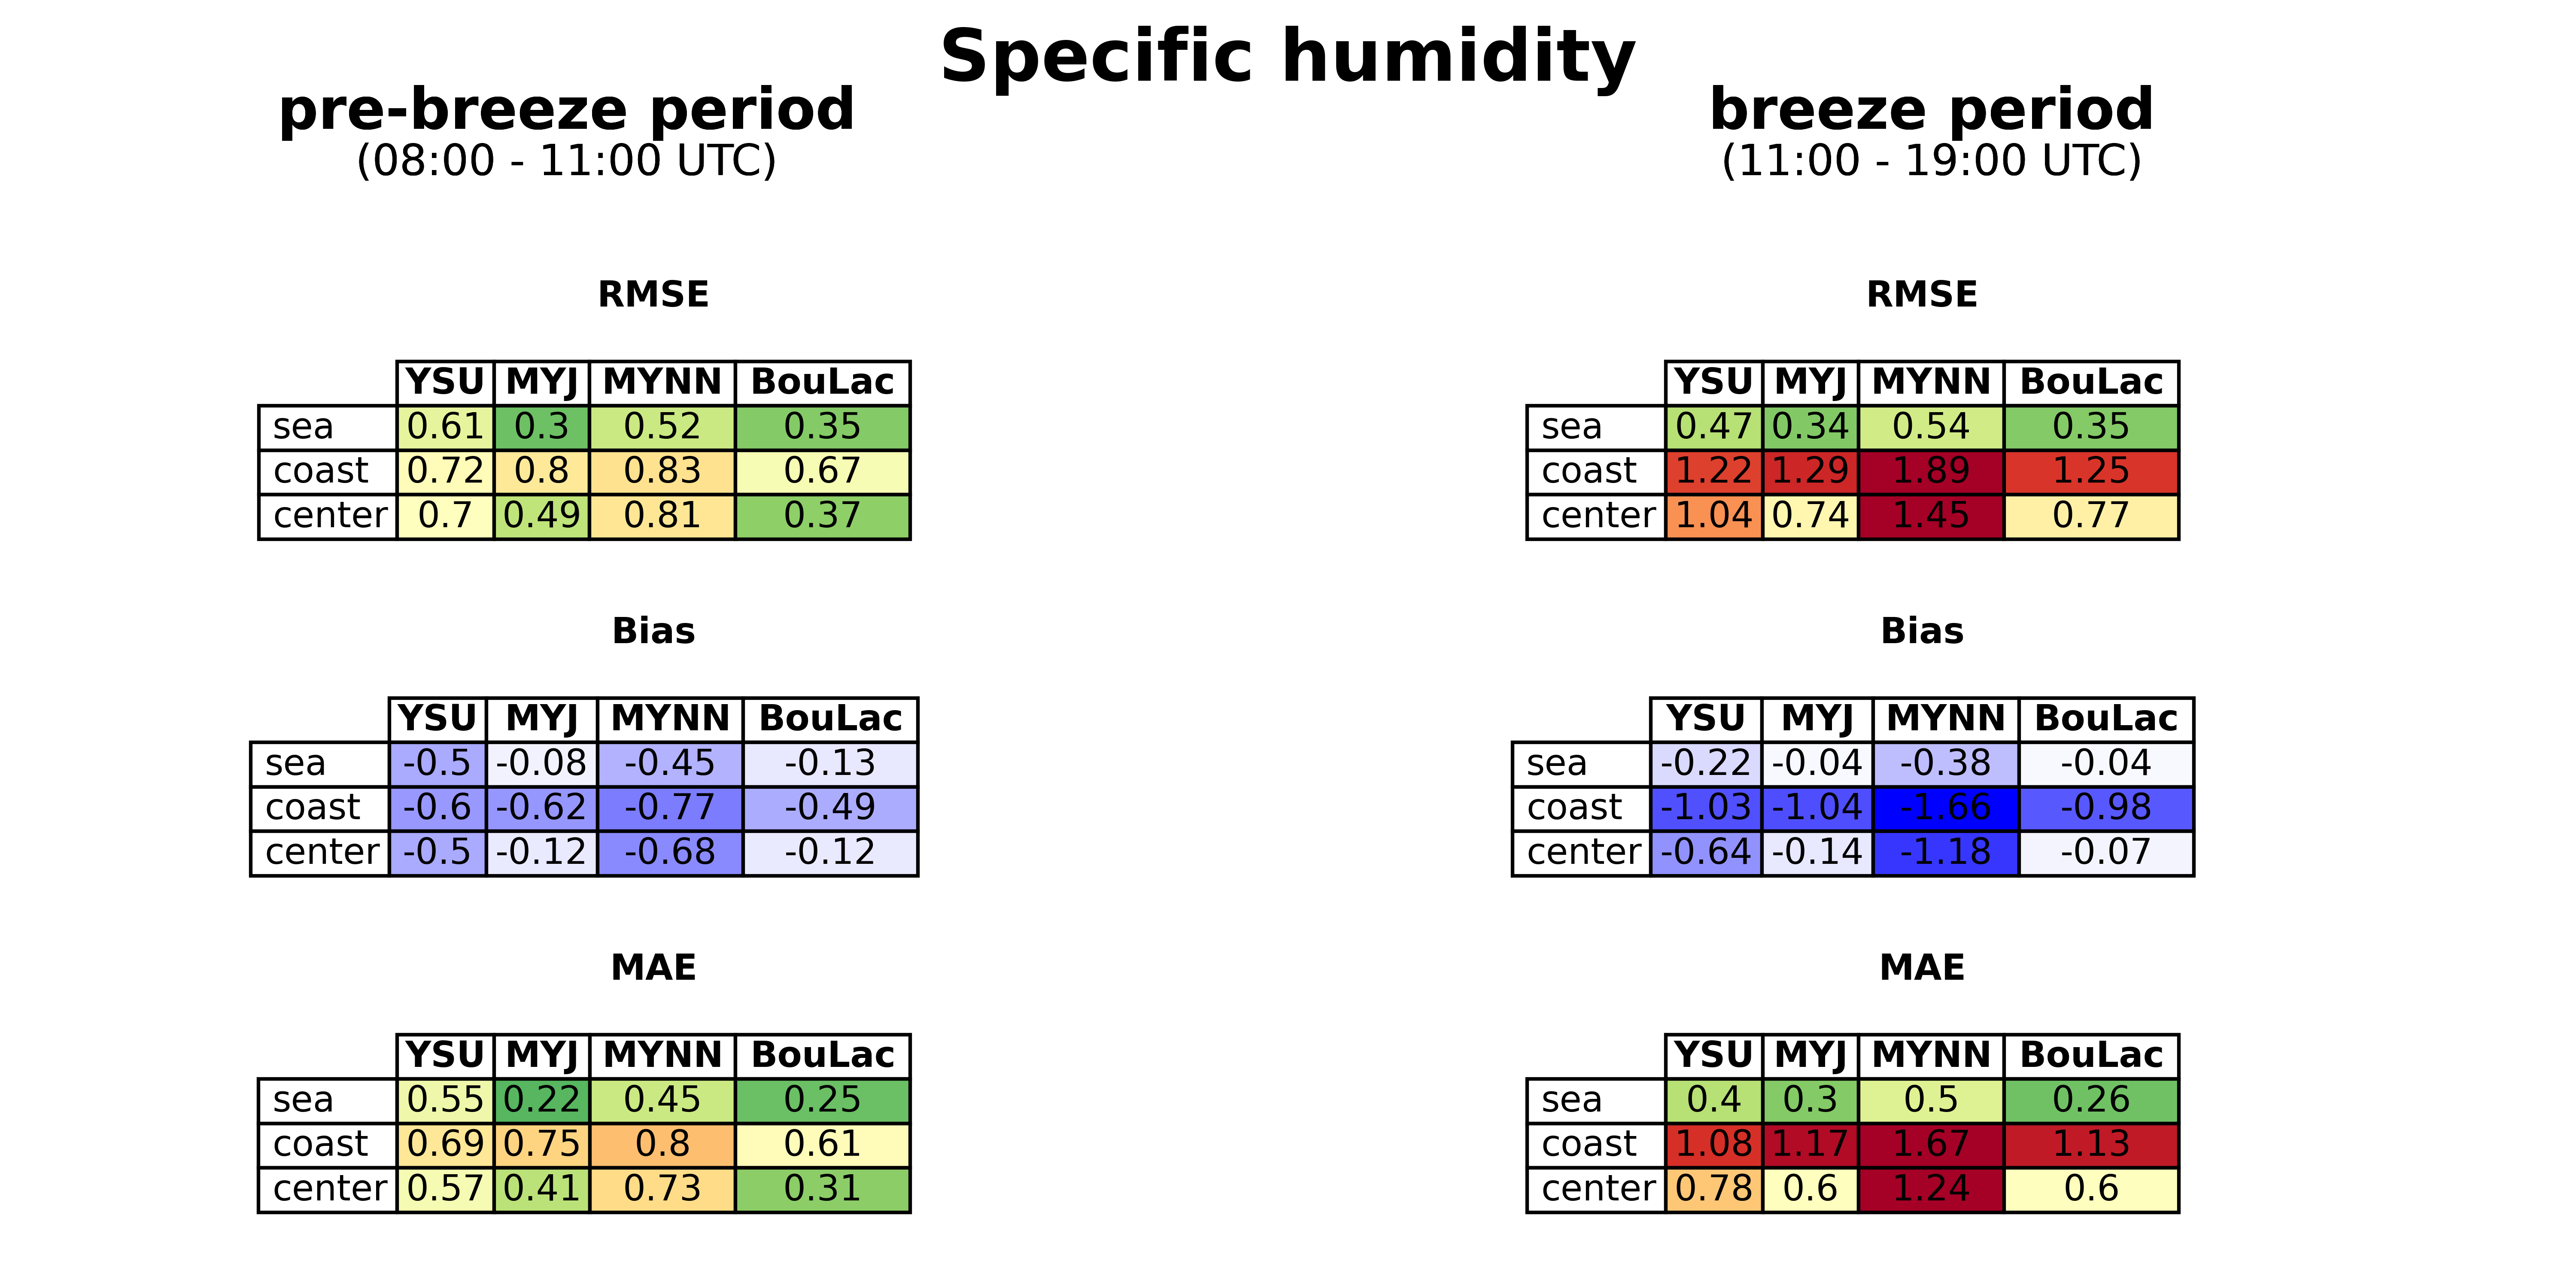 Specific humidity
pre-breeze period
(08:00 - 11:00 UTC)
RMSE
YSU MYJ MYNN BouLac
sea 0.61 0.3 0.52 0.35
coast 0.72 0.8 0.83 0.67
center 0.7 0.49 0.81 0.37
Bias
YSU MYJ MYNN BouLac
sea -0.5 -0.08 -0.45 -0.13
coast -0.6 -0.62 -0.77 -0.49
center -0.5 -0.12 -0.68 -0.12
MAE
YSU MYJ MYNN BouLac
sea 0.55 0.22 0.45 0.25
coast 0.69 0.75 0.8 0.61
center 0.57 0.41 0.73 0.31
breeze period
(11:00 - 19:00 UTC)
RMSE
YSU MYJ MYNN BouLac
sea 0.47 0.34 0.54 0.35
coast 1.22 1.29 1.89 1.25
center 1.04 0.74 1.45 0.77
Bias
YSU MYJ MYNN BouLac
sea -0.22 -0.04 -0.38 -0.04
coast -1.03 -1.04 -1.66 -0.98
center -0.64 -0.14 -1.18 -0.07
MAE
YSU MYJ MYNN BouLac
sea 0.4 0.3 0.5 0.26
coast 1.08 1.17 1.67 1.13
center 0.78 0.6 1.24 0.6